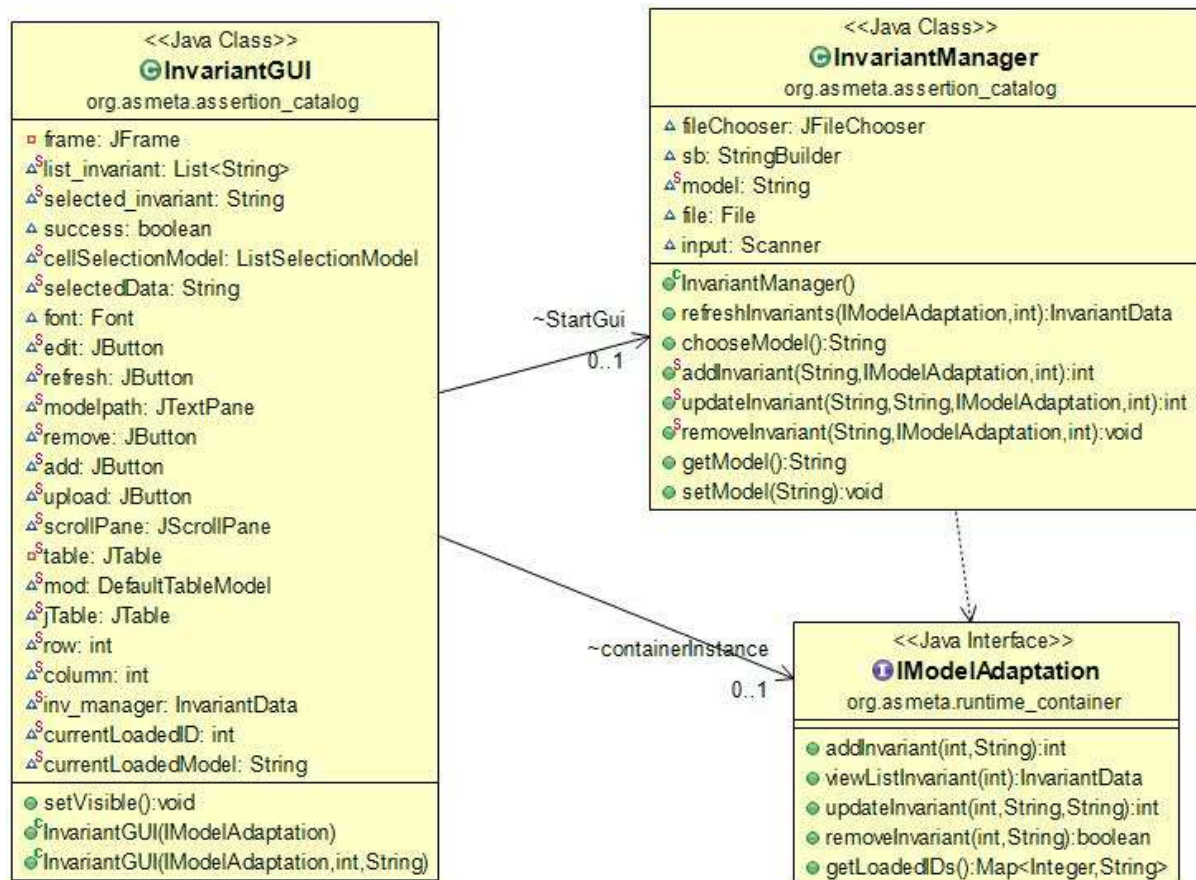 <<Java Class>>
InvariantGUI
org.asmeta.assertion_catalog
frame: JFrame
list_invariant: List<String>
selected_invariant: String
success: boolean
cellSelectionModel: ListSelectionModel
selectedData: String
font: Font
edit: JButton
refresh: JButton
modelpath: JTextPane
remove: JButton
add: JButton
upload: JButton
scrollPane: JScrollPane
table: JTable
mod: DefaultTableModel
jTable: JTable
row: int
column: int
inv_manager: InvariantData
currentLoadedID: int
currentLoadedModel: String
setVisible():void
InvariantGUI(IModelAdaptation)
InvariantGUI(IModelAdaptation,int,String)
~StartGui
0..1
~containerInstance
0..1
<<Java Class>>
InvariantManager
org.asmeta.assertion_catalog
fileChooser: JFileChooser
sb: StringBuilder
model: String
file: File
input: Scanner
InvariantManager()
refreshInvariants(IModelAdaptation,int):InvariantData
chooseModel():String
addInvariant(String,IModelAdaptation,int):int
updateInvariant(String,String,IModelAdaptation,int):int
removeInvariant(String,IModelAdaptation,int):void
getModel():String
setModel(String):void
<<Java Interface>>
IModelAdaptation
org.asmeta.runtime_container
addInvariant(int,String):int
viewListInvariant(int):InvariantData
updateInvariant(int,String,String):int
removeInvariant(int,String):boolean
getLoadedIDs():Map<Integer,String>